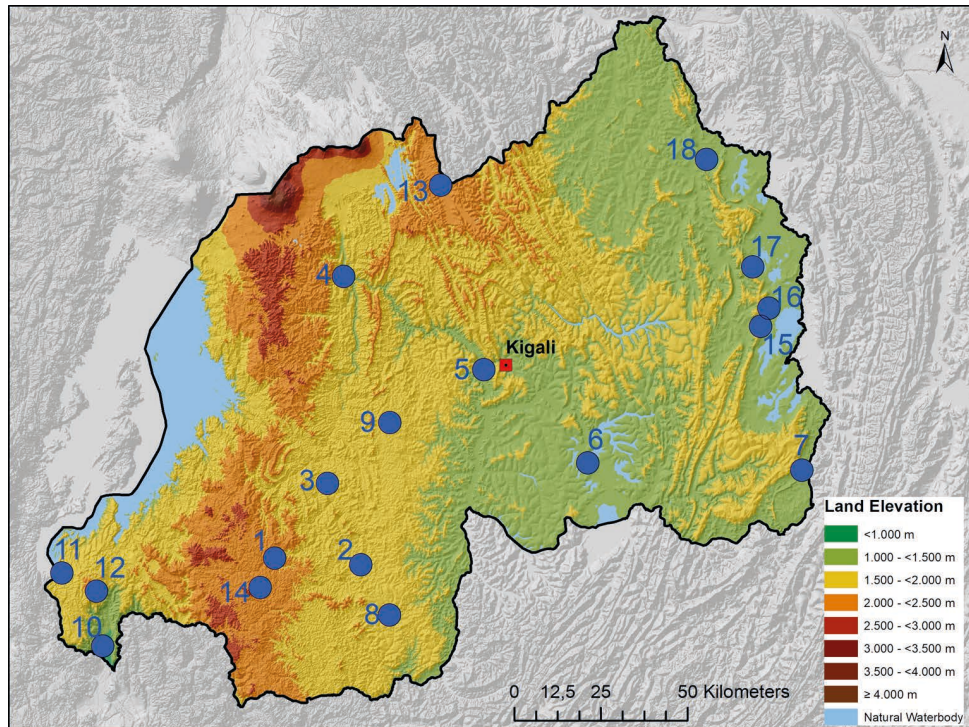 N
18
13
17
4
16
15
Kigali
5
9
6
7
3
Land Elevation
<1.000 m
1.000 - <1.500 m
1.500 - <2.000 m
2.000 - <2.500 m
2.500 - <3.000 m
3.000 - <3.500 m
3.500 - <4.000 m
≥ 4.000 m
Natural Waterbody
1
2
11
12
14
8
10
0 12,5 25 50 Kilometers